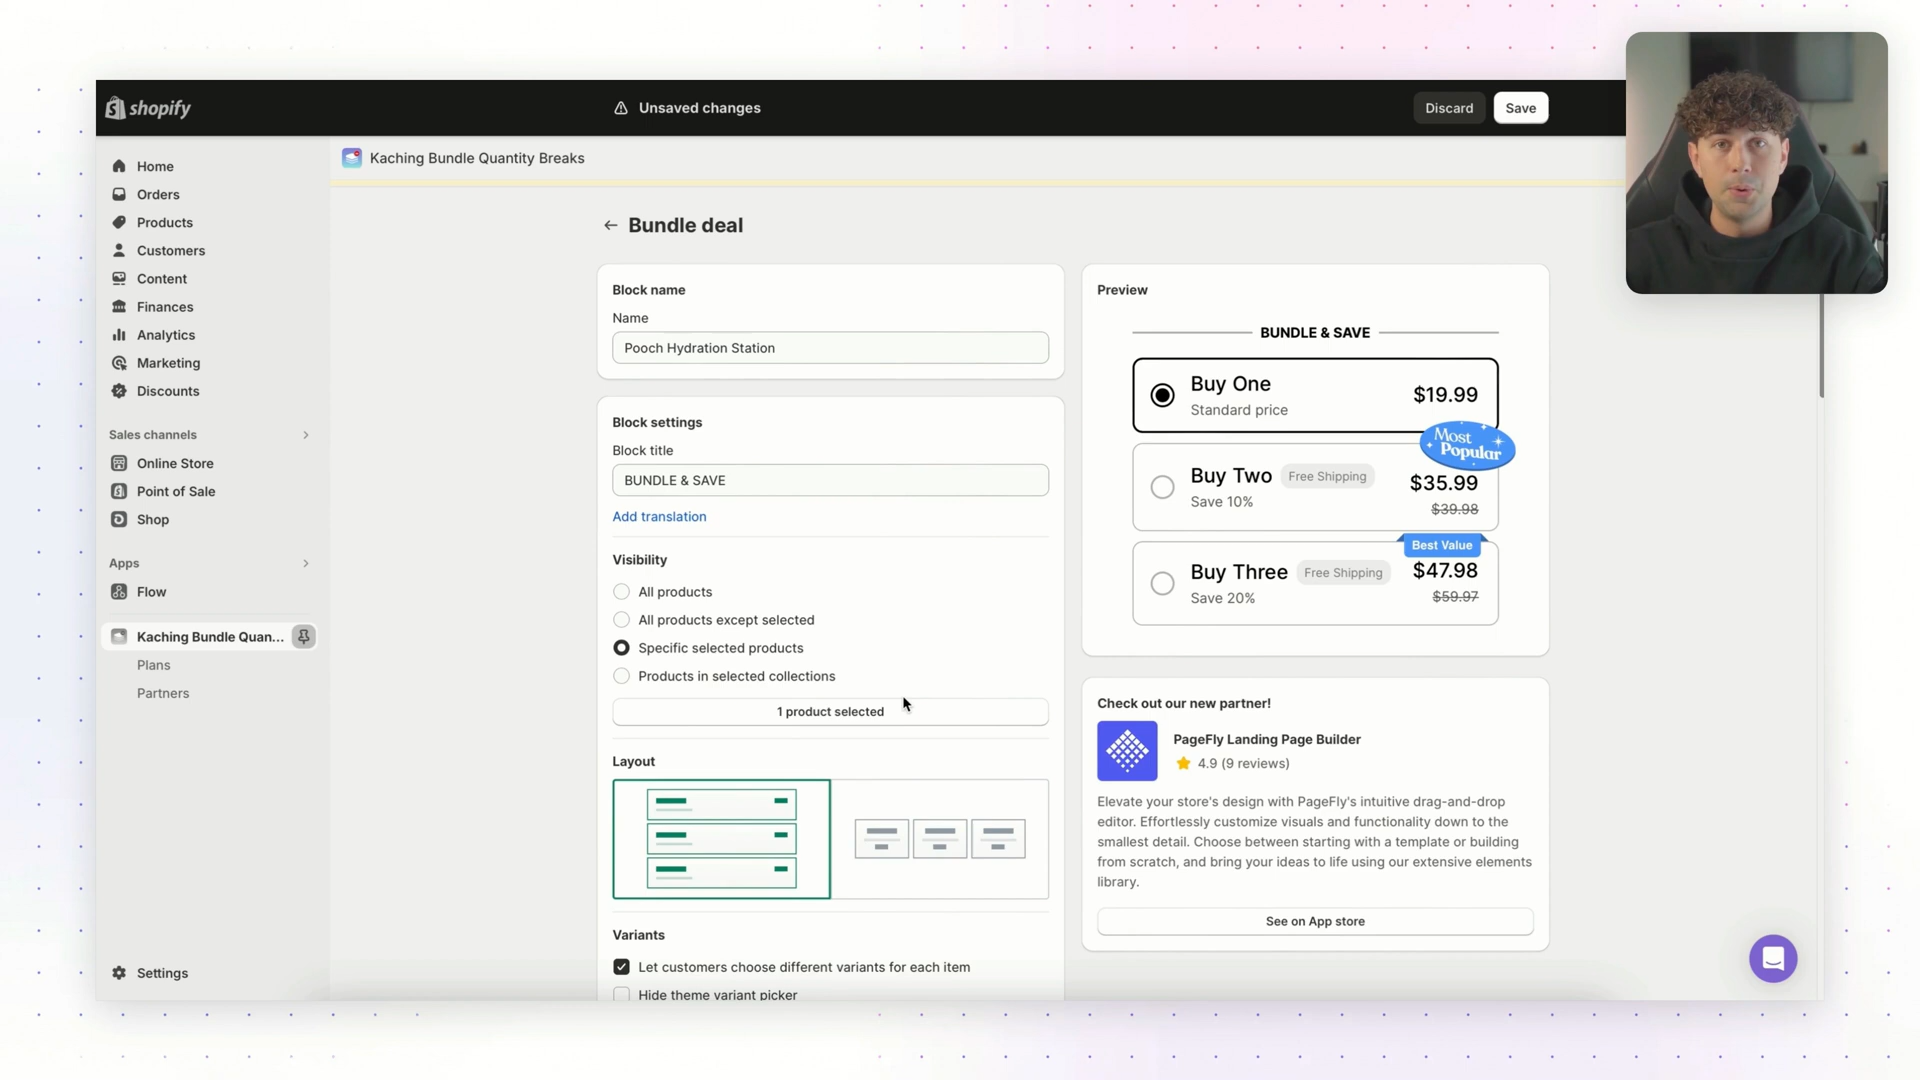 shopify
Unsaved changes
Discard
Save
Home
Orders
Products
Customers
Content
Finances
Analytics
Marketing
Discounts
Sales channels
Online Store
Point of Sale
Shop
Apps
Flow
Kaching Bundle Quan...
Plans
Partners
Settings
Kaching Bundle Quantity Breaks
Bundle deal
Block name
Name
Pooch Hydration Station
Block settings
Block title
BUNDLE & SAVE
Add translation
Visibility
All products
All products except selected
Specific selected products
Products in selected collections
1 product selected
Layout
Variants
Let customers choose different variants for each item
Hide theme variant picker
Preview
BUNDLE & SAVE
Buy One
Standard price
$19.99
Most
Popular
Buy Two
Free Shipping
Save 10%
$35.99
$39.98
Best Value
Buy Three
Free Shipping
Save 20%
$47.98
$59.97
Check out our new partner!
PageFly Landing Page Builder
4.9 (9 reviews)
Elevate your store's design with PageFly's intuitive drag-and-drop
editor. Effortlessly customize visuals and functionality down to the
smallest detail. Choose between starting with a template or building
from scratch, and bring your ideas to life using our extensive elements
library.
See on App store